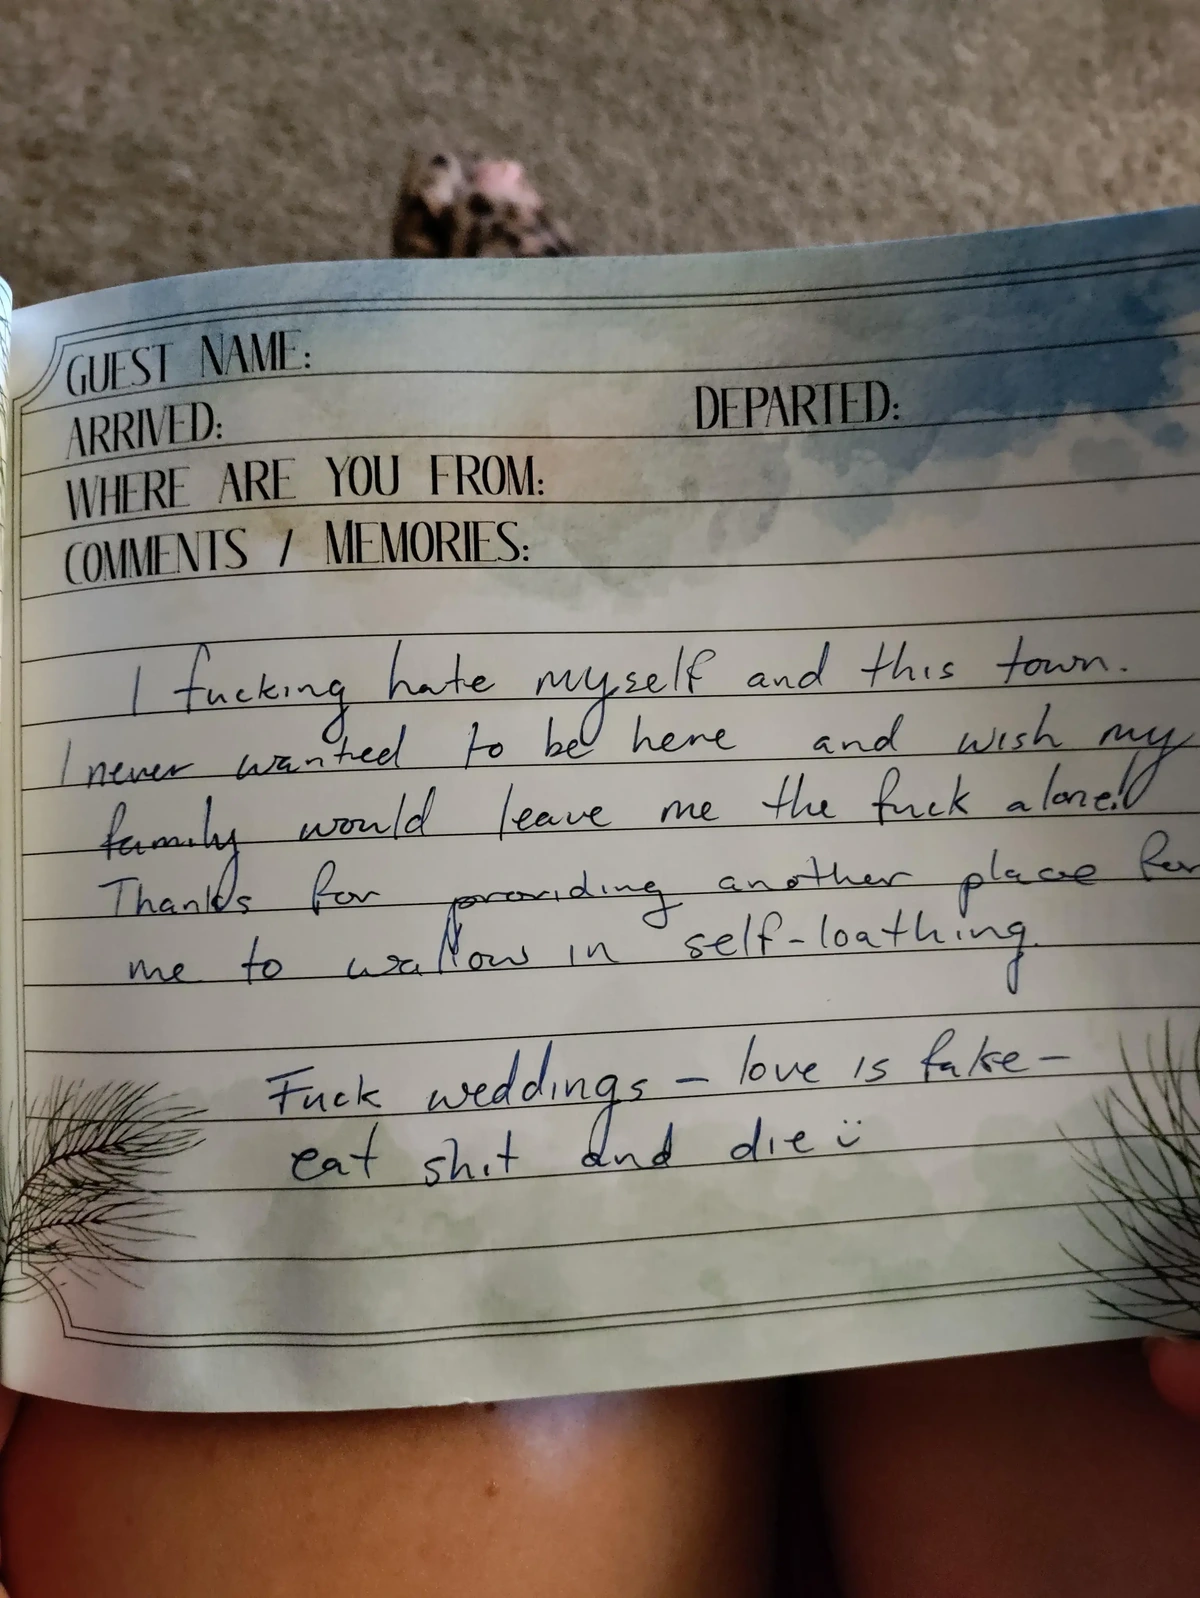 GUEST NAME:
ARRIVED: DEPARTED:
WHERE ARE YOU FROM:
COMMENTS / MEMORIES:
I fucking hate myself and this town.
I never wanted to be here and wish my
family would leave me the fuck alone!
Thanks for providing another place for
me to wallow in self-loathing.
Fuck weddings – love is fake –
eat shit and die ü